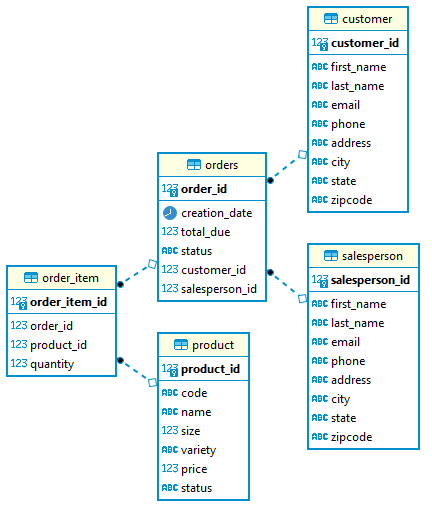 customer
123 customer_id
ABC first_name
ABC last_name
ABC email
ABC phone
ABC address
ABC city
ABC state
ABC zipcode
orders
123 order_id
creation_date
123 total_due
ABC status
123 customer_id
123 salesperson_id
salesperson
123 salesperson_id
ABC first_name
ABC last_name
ABC email
ABC phone
ABC address
ABC city
ABC state
ABC zipcode
order_item
123 order_item_id
123 order_id
123 product_id
123 quantity
product
123 product_id
ABC code
ABC name
123 size
ABC variety
123 price
ABC status